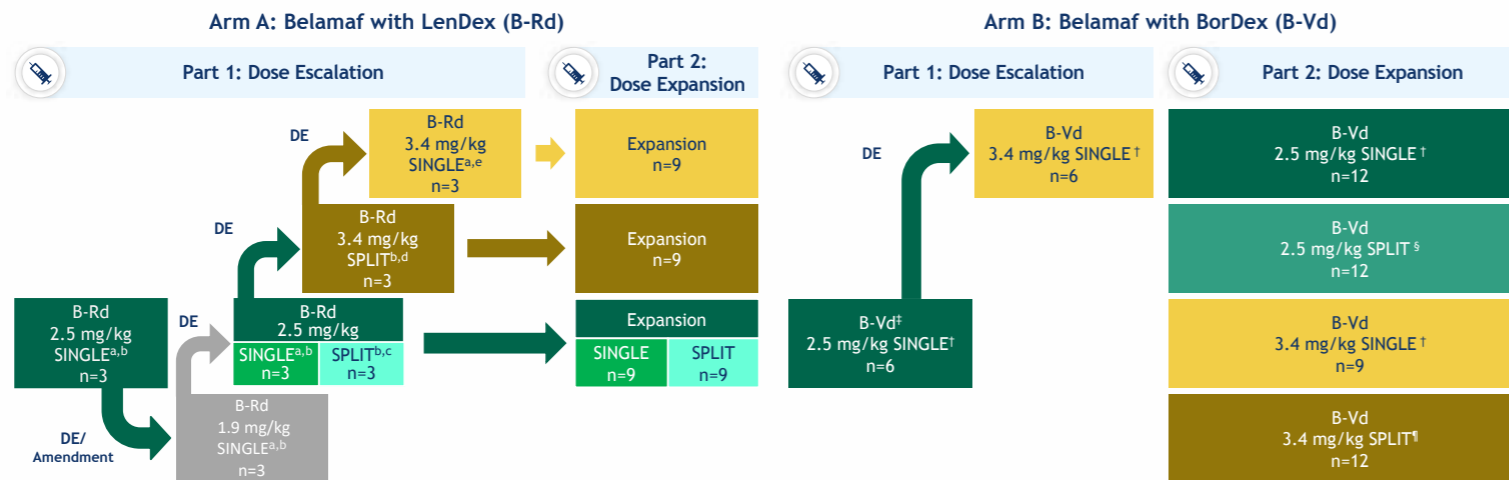 Arm A: Belamaf with LenDex (B-Rd)
Part 1: Dose Escalation
Part 2:
Dose Expansion
DE
B-Rd
3.4 mg/kg
SINGLEᵃ,ᵉ
n=3
Expansion
n=9
DE
B-Rd
3.4 mg/kg
SPLITᵇ,ᵈ
n=3
Expansion
n=9
B-Rd
2.5 mg/kg
SINGLEᵃ,ᵇ
n=3
DE
B-Rd
2.5 mg/kg
SINGLEᵃ,ᵇ
n=3
SPLITᵇ,ᶜ
n=3
Expansion
SINGLE
n=9
SPLIT
n=9
DE/
Amendment
B-Rd
1.9 mg/kg
SINGLEᵃ,ᵇ
n=3
Arm B: Belamaf with BorDex (B-Vd)
Part 1: Dose Escalation
Part 2: Dose Expansion
DE
B-Vd
3.4 mg/kg SINGLE †
n=6
B-Vd‡
2.5 mg/kg SINGLE†
n=6
B-Vd
2.5 mg/kg SINGLE †
n=12
B-Vd
2.5 mg/kg SPLIT §
n=12
B-Vd
3.4 mg/kg SINGLE †
n=9
B-Vd
3.4 mg/kg SPLIT¶
n=12